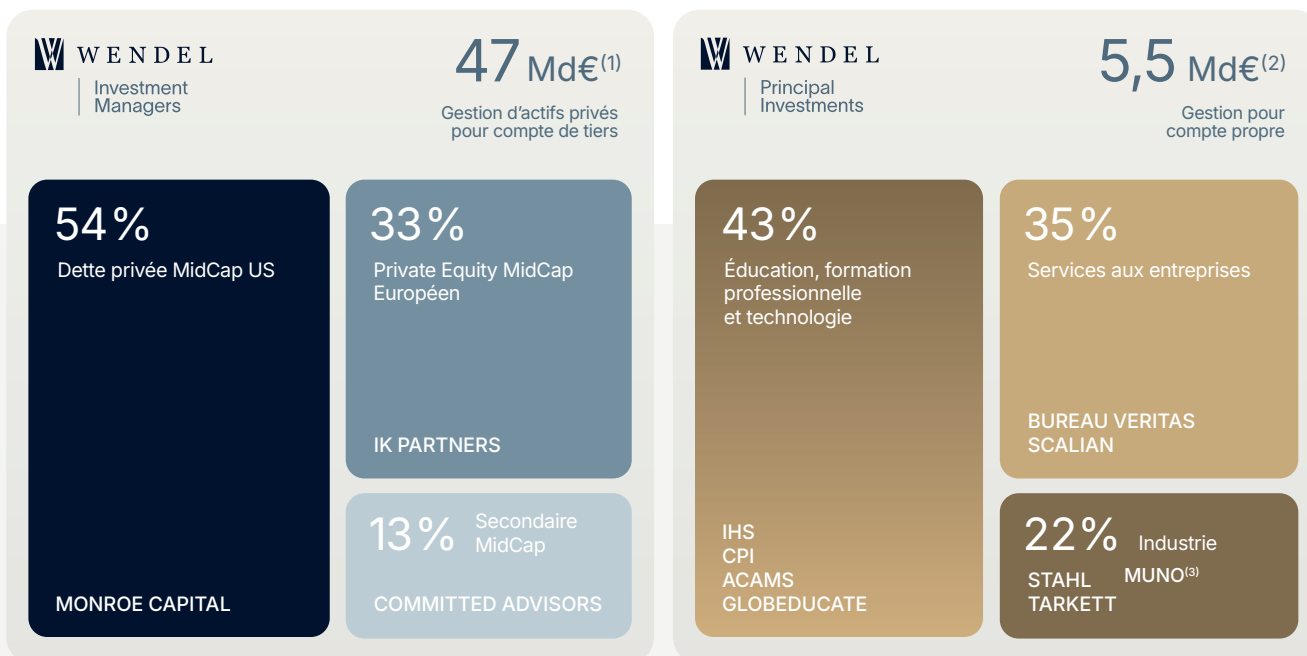 WENDEL
Investment
Managers
47 Md€(1)
Gestion d’actifs privés
pour compte de tiers
54%
Dette privée MidCap US
MONROE CAPITAL
33%
Private Equity MidCap
Européen
IK PARTNERS
13%
Secondaire
MidCap
COMMITTED ADVISORS
WENDEL
Principal
Investments
5,5 Md€(2)
Gestion pour
compte propre
43%
Éducation, formation
professionnelle
et technologie
IHS
CPI
ACAMS
GLOBEDUCATE
35%
Services aux entreprises
BUREAU VERITAS
SCALIAN
22% Industrie
STAHL MUNO(3)
TARKETT